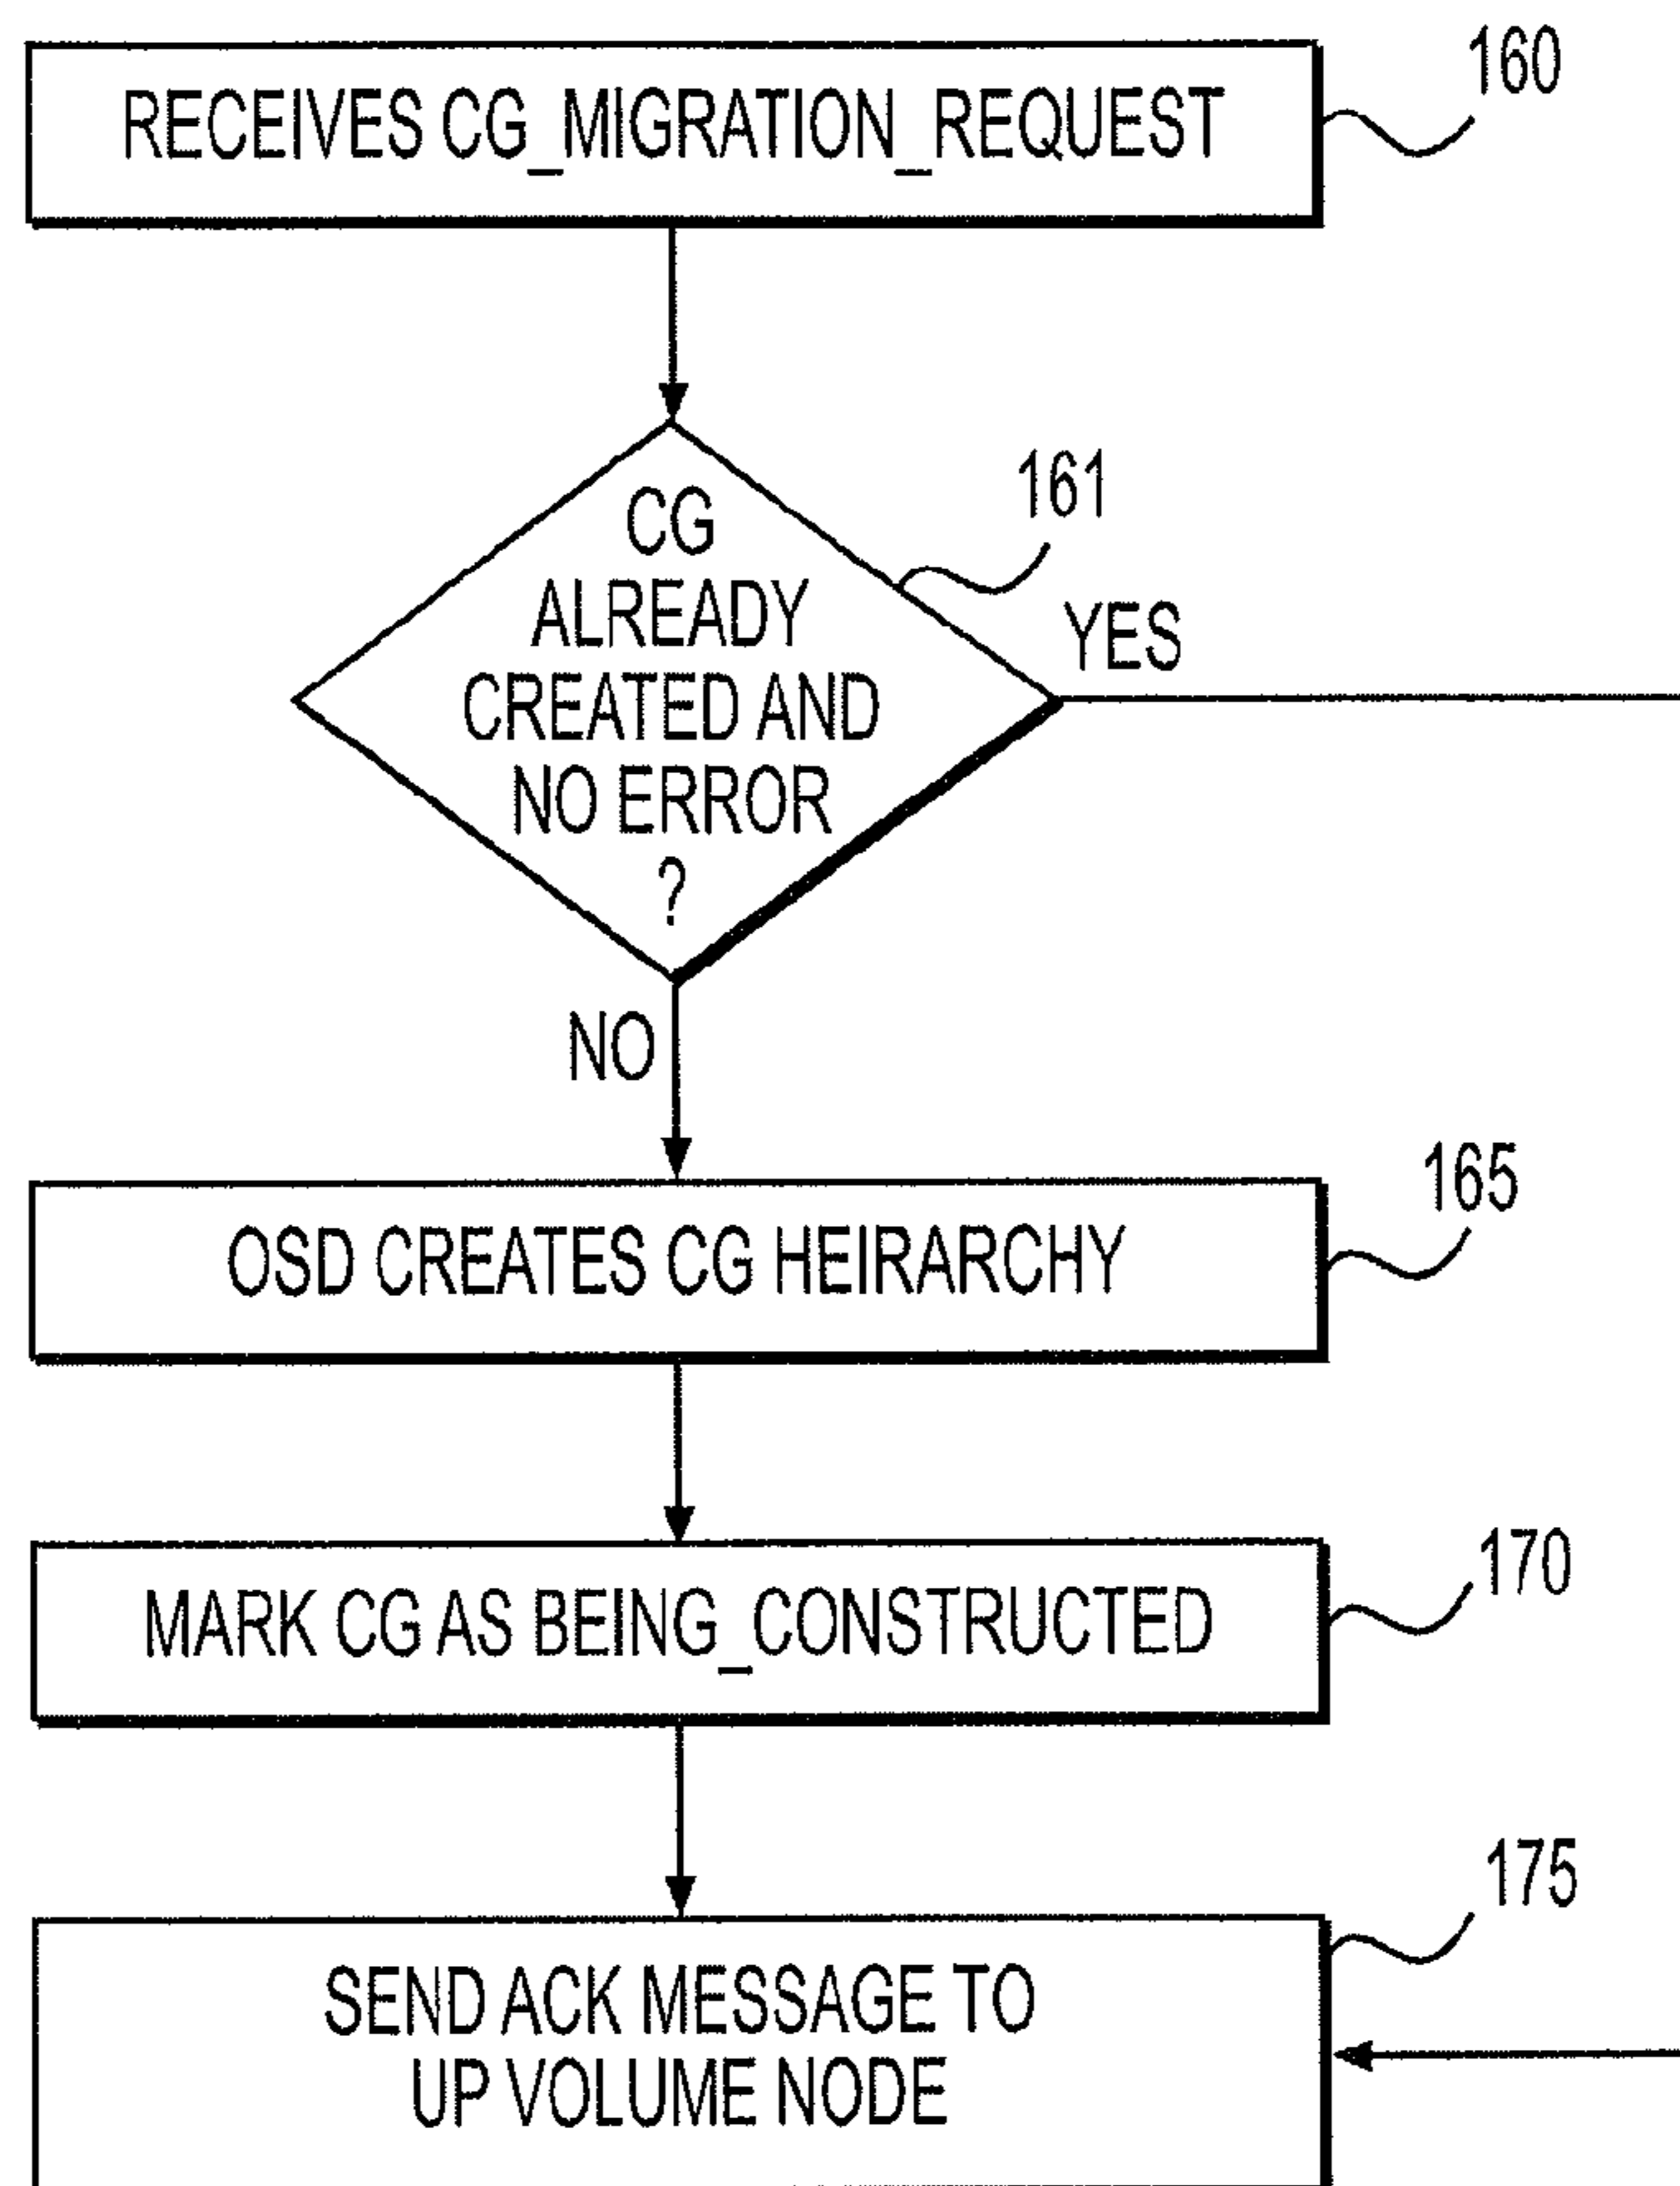 RECEIVES CG_MIGRATION_REQUEST
160
CG
ALREADY
CREATED AND
NO ERROR
?
161
YES
NO
OSD CREATES CG HEIRARCHY
165
MARK CG AS BEING_CONSTRUCTED
170
SEND ACK MESSAGE TO
UP VOLUME NODE
175